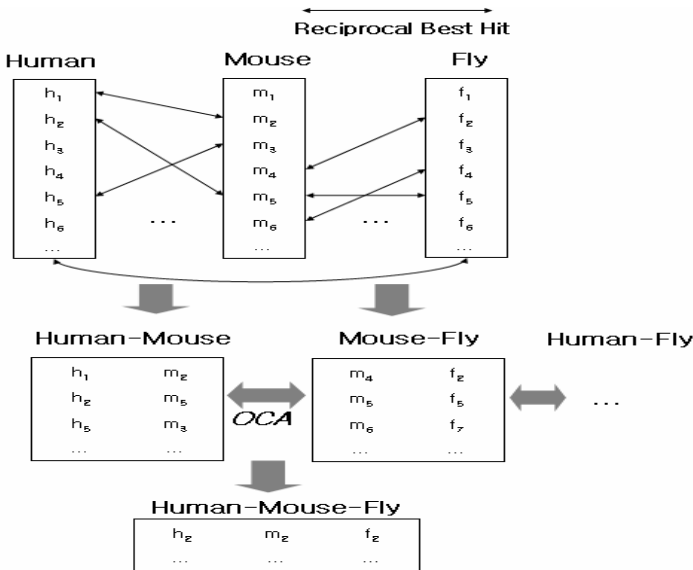 Reciprocal Best Hit
Human Mouse Fly
h₁ m₁ f₁
h₂ m₂ f₂
h₃ m₃ f₃
h₄ m₄ f₄
h₅ m₅ f₅
h₆ ... m₆ ... f₆
... ... ...
Human-Mouse Mouse-Fly Human-Fly
h₁ m₂ m₄ f₂
h₂ m₅ m₅ f₅ ...
h₅ m₃ OCA m₆ f₇
... ... ... ...
Human-Mouse-Fly
h₂ m₂ f₂
... ... ...